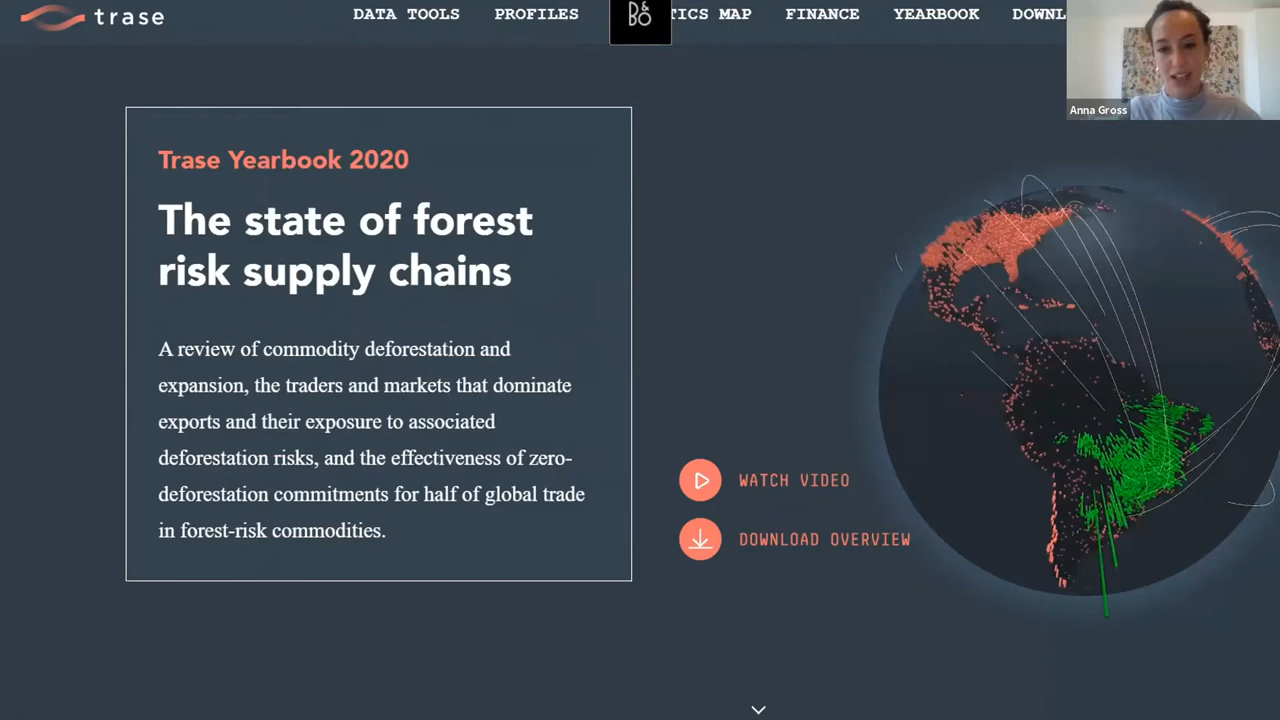 trase
DATA TOOLS PROFILES TICS MAP FINANCE YEARBOOK DOWNL
D&
BO
Anna Gross
Trase Yearbook 2020
The state of forest
risk supply chains
A review of commodity deforestation and
expansion, the traders and markets that dominate
exports and their exposure to associated
deforestation risks, and the effectiveness of zero-
deforestation commitments for half of global trade
in forest-risk commodities.
WATCH VIDEO
DOWNLOAD OVERVIEW